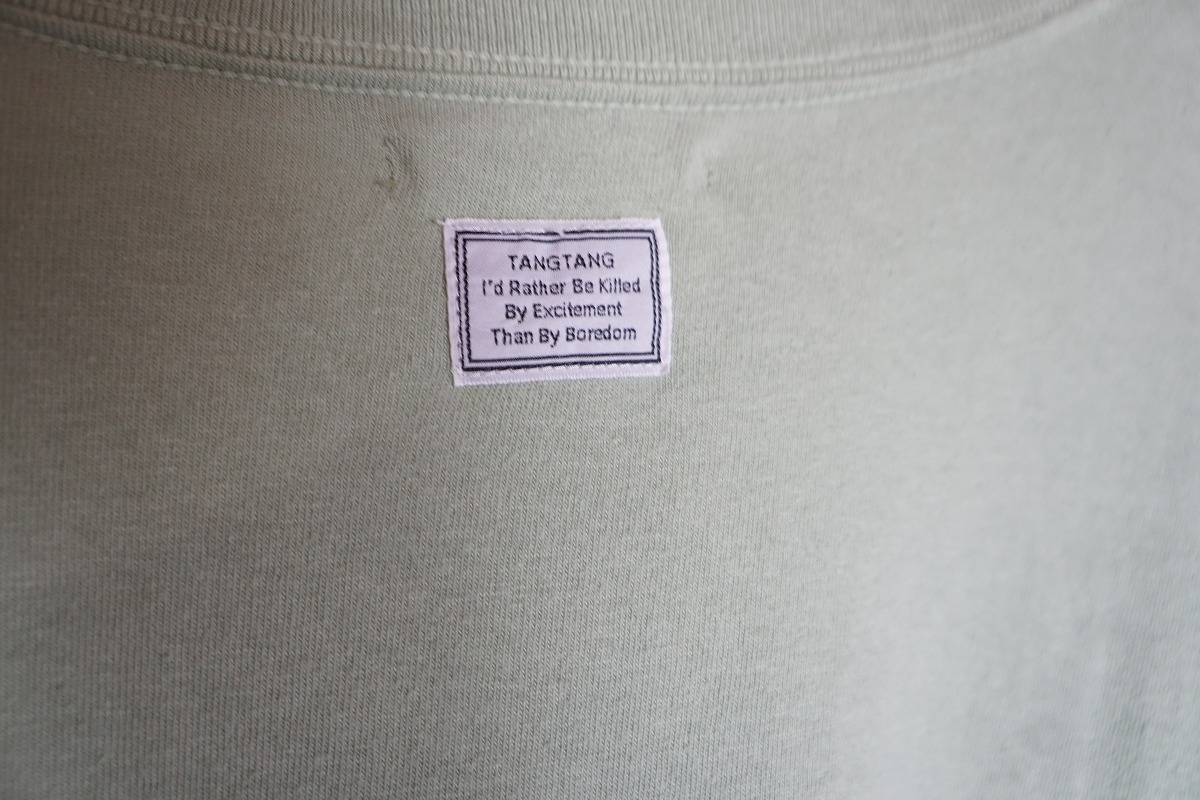 TANGTANG
I'd Rather Be Killed
By Excitement
Than By Boredom